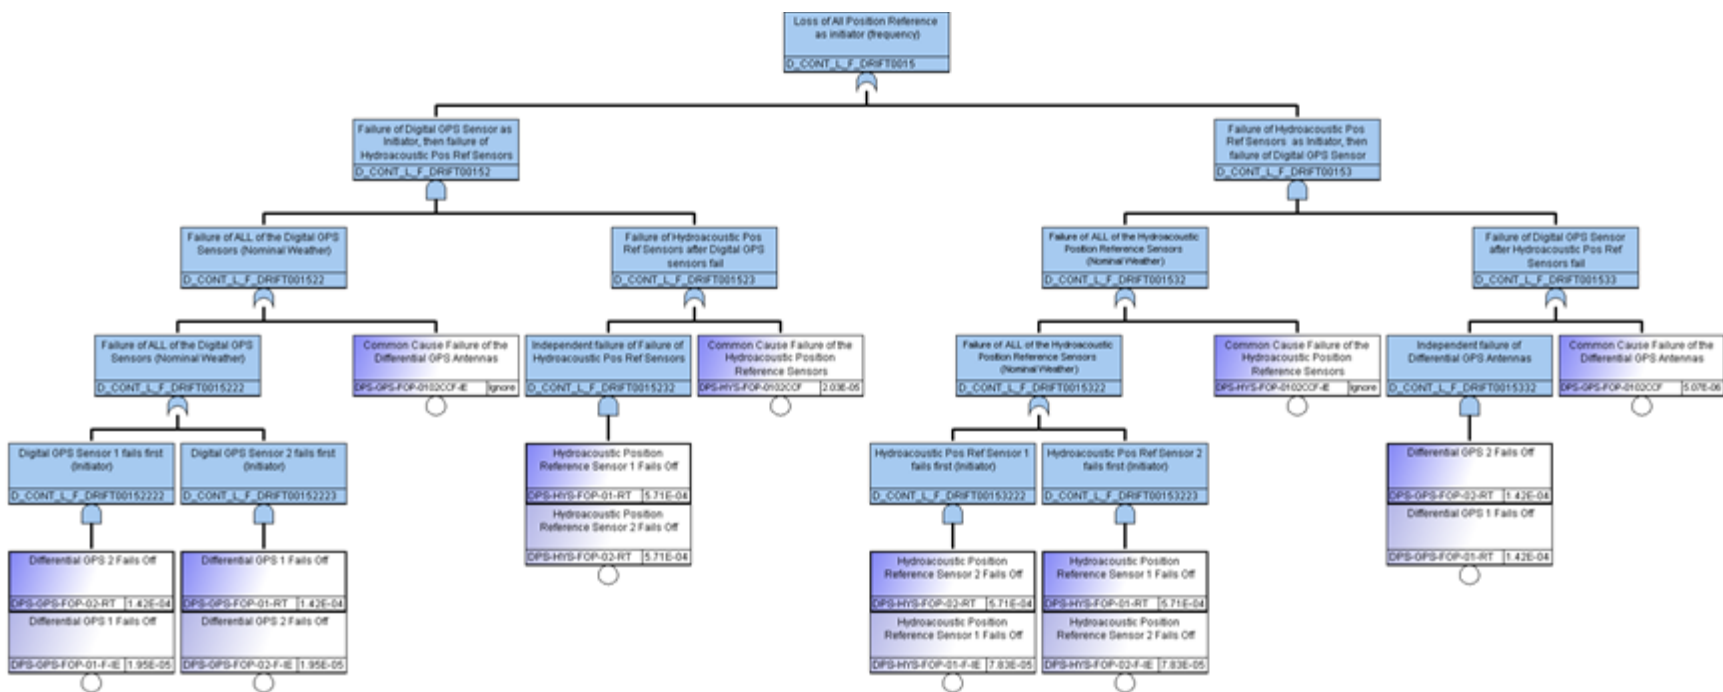 Loss of All Position Reference
as initiator (frequency)
D_CONT_L_F_DRIFT0015
Failure of Digital GPS Sensor as
Initiator, then failure of
Hydroacoustic Pos Ref Sensors
D_CONT_L_F_DRIFT00152
Failure of Hydroacoustic Pos
Ref Sensors as Initiator, then
failure of Digital GPS Sensor
D_CONT_L_F_DRIFT00153
Failure of ALL of the Digital GPS
Sensors (Nominal Weather)
D_CONT_L_F_DRIFT001522
Failure of Hydroacoustic Pos
Ref Sensors after Digital GPS
sensors fail
D_CONT_L_F_DRIFT001523
Failure of ALL of the Hydroacoustic
Position Reference Sensors
(Nominal Weather)
D_CONT_L_F_DRIFT001532
Failure of Digital GPS Sensor
after Hydroacoustic Pos Ref
Sensors fail
D_CONT_L_F_DRIFT001533
Failure of ALL of the Digital GPS
Sensors (Nominal Weather)
D_CONT_L_F_DRIFT0015222
Common Cause Failure of the
Differential GPS Antennas
DPS-GPS-FOP-0102CCF-IE Ignore
Independent failure of Failure of
Hydroacoustic Pos Ref Sensors
D_CONT_L_F_DRIFT0015232
Common Cause Failure of the
Hydroacoustic Position
Reference Sensors
DPS-HYS-FOP-0102CCF 2.03E-05
Failure of ALL of the Hydroacoustic
Position Reference Sensors
(Nominal Weather)
D_CONT_L_F_DRIFT0015322
Common Cause Failure of the
Hydroacoustic Position
Reference Sensors
DPS-HYS-FOP-0102CCF-IE Ignore
Independent failure of
Differential GPS Antennas
D_CONT_L_F_DRIFT0015332
Common Cause Failure of the
Differential GPS Antennas
DPS-GPS-FOP-0102CCF 5.07E-06
Digital GPS Sensor 1 fails first
(Initiator)
D_CONT_L_F_DRIFT00152222
Digital GPS Sensor 2 fails first
(Initiator)
D_CONT_L_F_DRIFT00152223
Hydroacoustic Position
Reference Sensor 1 Fails Off
DPS-HYS-FOP-01-RT 5.71E-04
Hydroacoustic Position
Reference Sensor 2 Fails Off
DPS-HYS-FOP-02-RT 5.71E-04
Hydroacoustic Pos Ref Sensor 1
fails first (Initiator)
D_CONT_L_F_DRIFT00153222
Hydroacoustic Pos Ref Sensor 2
fails first (Initiator)
D_CONT_L_F_DRIFT00153223
Differential GPS 2 Fails Off
DPS-GPS-FOP-02-RT 1.42E-04
Differential GPS 1 Fails Off
DPS-GPS-FOP-01-RT 1.42E-04
Differential GPS 2 Fails Off
DPS-GPS-FOP-02-RT 1.42E-04
Differential GPS 1 Fails Off
DPS-GPS-FOP-01-F-IE 1.95E-05
Differential GPS 1 Fails Off
DPS-GPS-FOP-01-RT 1.42E-04
Differential GPS 2 Fails Off
DPS-GPS-FOP-02-F-IE 1.95E-05
Hydroacoustic Position
Reference Sensor 2 Fails Off
DPS-HYS-FOP-02-RT 5.71E-04
Hydroacoustic Position
Reference Sensor 1 Fails Off
DPS-HYS-FOP-01-F-IE 7.83E-05
Hydroacoustic Position
Reference Sensor 1 Fails Off
DPS-HYS-FOP-01-RT 5.71E-04
Hydroacoustic Position
Reference Sensor 2 Fails Off
DPS-HYS-FOP-02-F-IE 7.83E-05